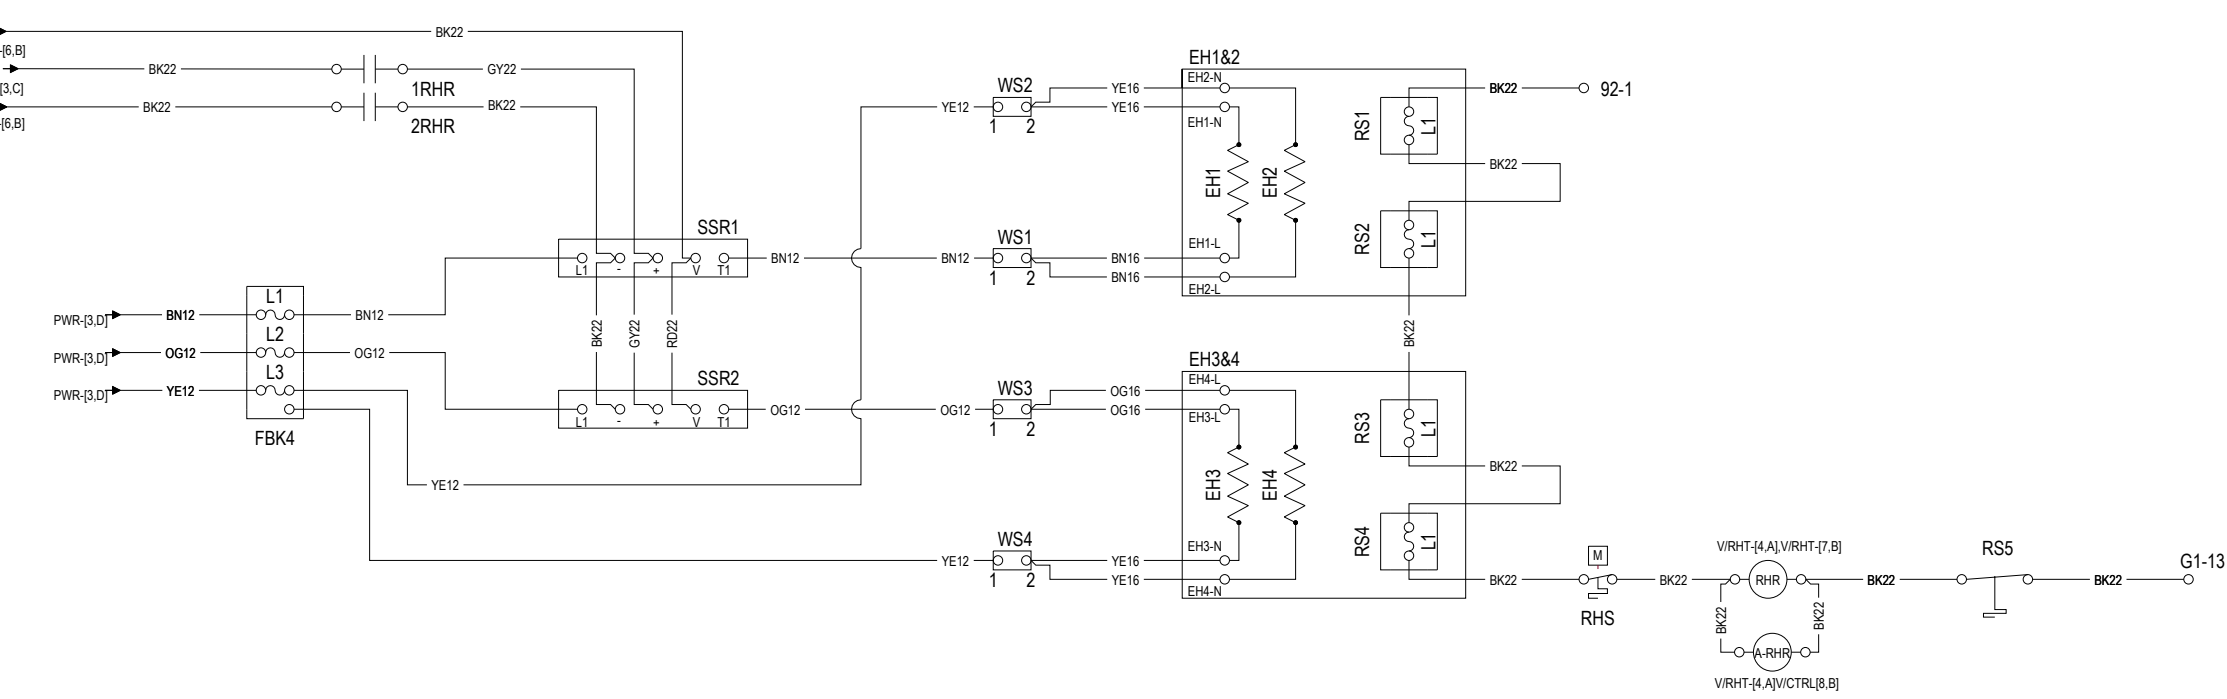 BK22
-[6,B]
BK22
GY22
[3,C]
1RHR
BK22
BK22
-[6,B]
2RHR
EH1&2
WS2
EH2-N
YE16
YE12
YE16
1
2
EH1-N
BK22
92-1
RS1
L1
BK22
EH1
EH2
SSR1
WS1
EH1-L
RS2
L1
L1
-
+
V
T1
BN12
BN12
BN16
1
2
BN16
EH2-L
L1
PWR-[3,D]
BN12
BN12
L2
BK22
GY22
RD22
BK22
PWR-[3,D]
OG12
OG12
L3
EH3&4
PWR-[3,D]
YE12
SSR2
WS3
EH4-L
OG16
OG12
OG12
OG16
L1
-
+
V
T1
1
2
EH3-L
RS3
L1
FBK4
BK22
YE12
EH3
EH4
WS4
EH3-N
RS4
L1
YE12
YE16
1
2
YE16
EH4-N
BK22
M
RHS
BK22
V/RHT-[4,A],V/RHT-[7,B]
RHR
BK22
RS5
BK22
G1-13
BK22
BK22
A-RHR
V/RHT-[4,A]V/CTRL[8,B]